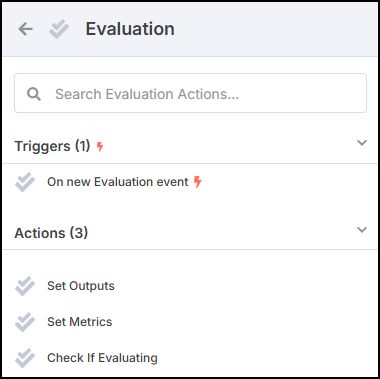 Evaluation
Search Evaluation Actions...
Triggers (1)
On new Evaluation event
Actions (3)
Set Outputs
Set Metrics
Check If Evaluating